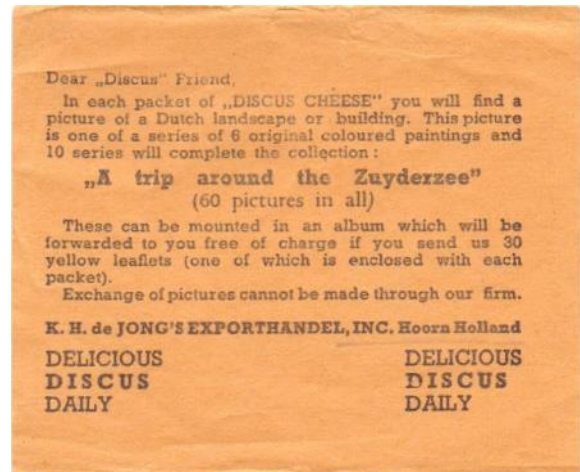 Dear „Discus” Friend,
In each packet of „DISCUS CHEESE” you will find a
picture of a Dutch landscape or building. This picture
is one of a series of 6 original coloured paintings and
10 series will complete the collection :
„A trip around the Zuyderzee”
(60 pictures in all)
These can be mounted in an album which will be
forwarded to you free of charge if you send us 30
yellow leaflets (one of which is enclosed with each
packet).
Exchange of pictures cannot be made through our firm.
K. H. de JONG'S EXPORTHANDEL, INC. Hoorn Holland
DELICIOUS DELICIOUS
DISCUS DISCUS
DAILY DAILY